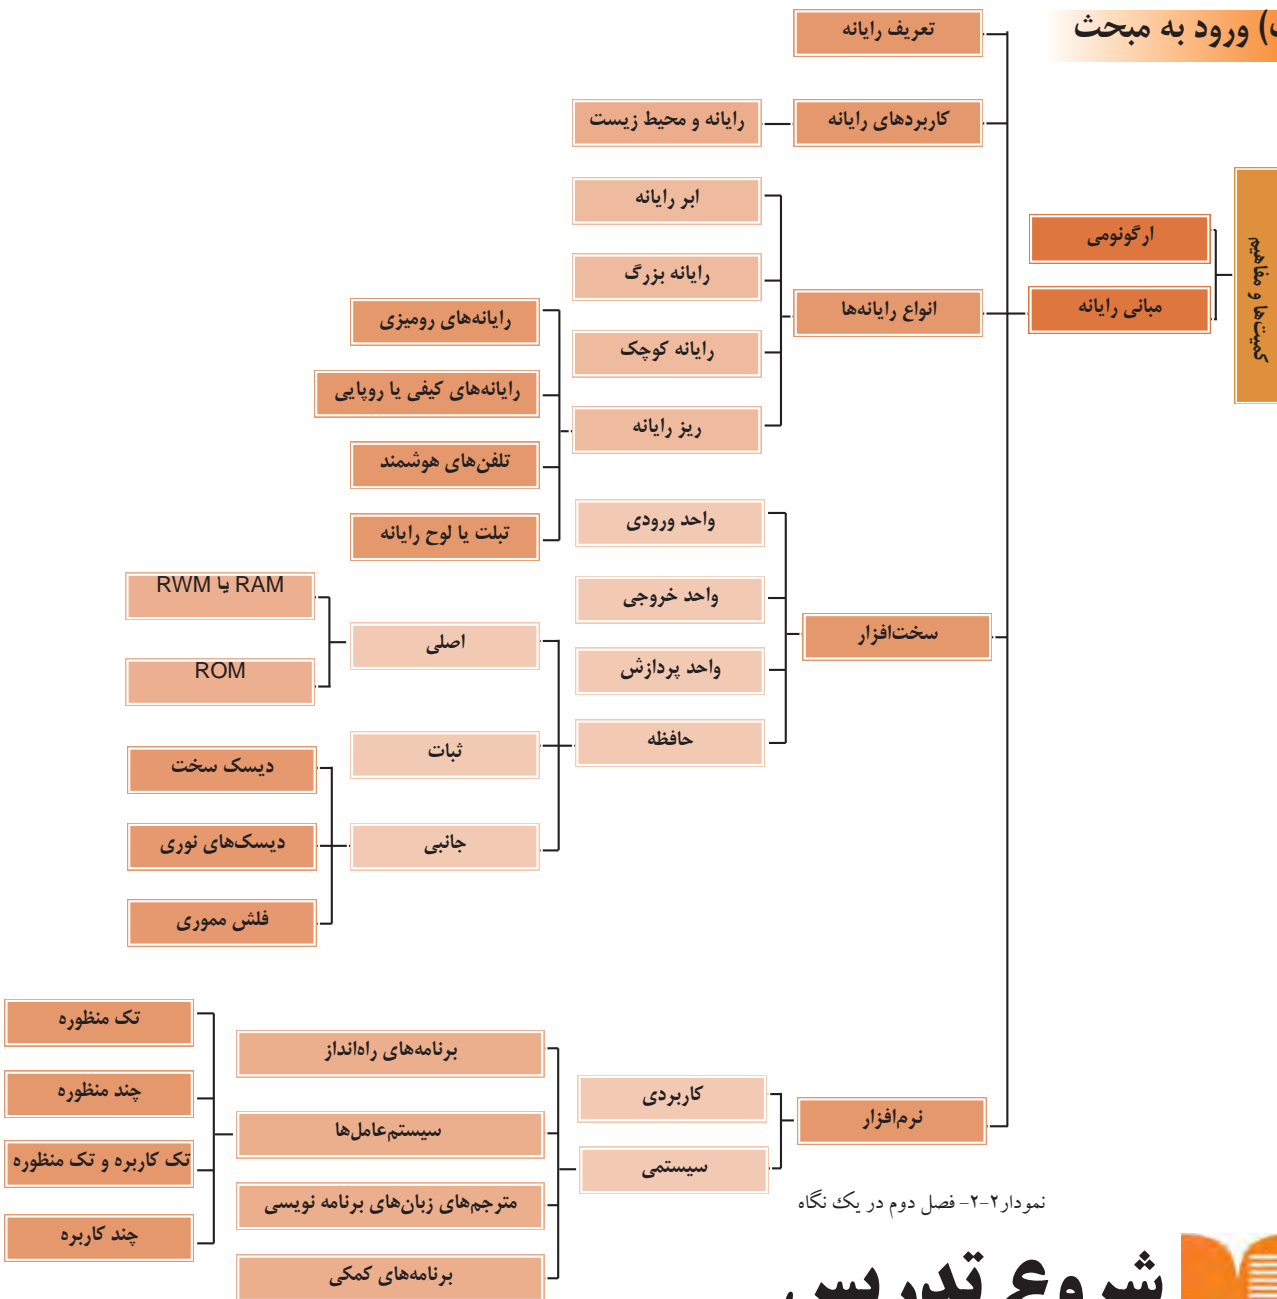 ورود به مبحث
کمیت‌ها و مفاهیم
ارگونومی
مبانی رایانه
تعریف رایانه
کاربردهای رایانه
رایانه و محیط زیست
انواع رایانه‌ها
ابر رایانه
رایانه بزرگ
رایانه کوچک
ریز رایانه
رایانه‌های رومیزی
رایانه‌های کیفی یا روپایی
تلفن‌های هوشمند
تبلت یا لوح رایانه
سخت‌افزار
واحد ورودی
واحد خروجی
واحد پردازش
حافظه
اصلی
RAM یا RWM
ROM
ثبات
جانبی
دیسک سخت
دیسک‌های نوری
فلش مموری
نرم‌افزار
کاربردی
سیستمی
برنامه‌های راه‌انداز
سیستم‌عامل‌ها
تک منظوره
چند منظوره
تک کاربره و تک منظوره
چند کاربره
مترجم‌های زبان‌های برنامه نویسی
برنامه‌های کمکی
نمودار۲-۲- فصل دوم در یک نگاه
شروع تدریس